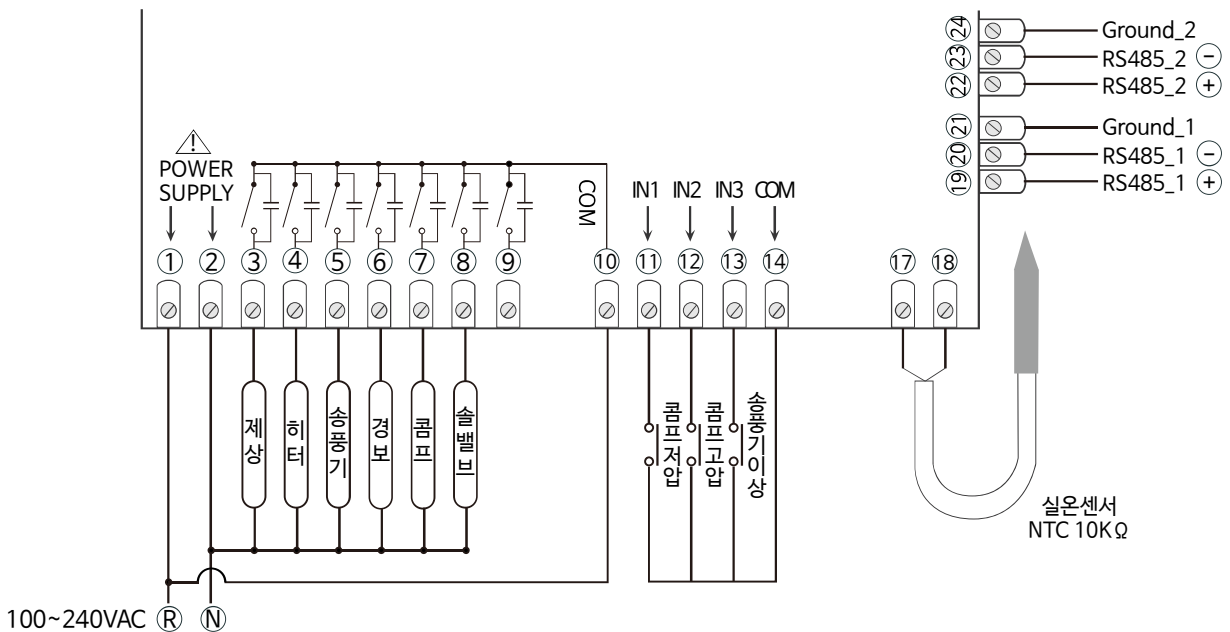 ㉔ Ground_2
㉓ RS485_2 ⊖
㉒ RS485_2 ⊕
㉑ Ground_1
⑳ RS485_1 ⊖
⑲ RS485_1 ⊕
POWER
SUPPLY
COM
IN1 IN2 IN3 COM
① ② ③ ④ ⑤ ⑥ ⑦ ⑧ ⑨ ⑩ ⑪ ⑫ ⑬ ⑭ ⑰ ⑱
제상
히터
송풍기
경보
콤프
솔밸브
콤프저압
콤프고압
송풍기이상
실온센서
NTC 10KΩ
100~240VAC Ⓡ Ⓝ